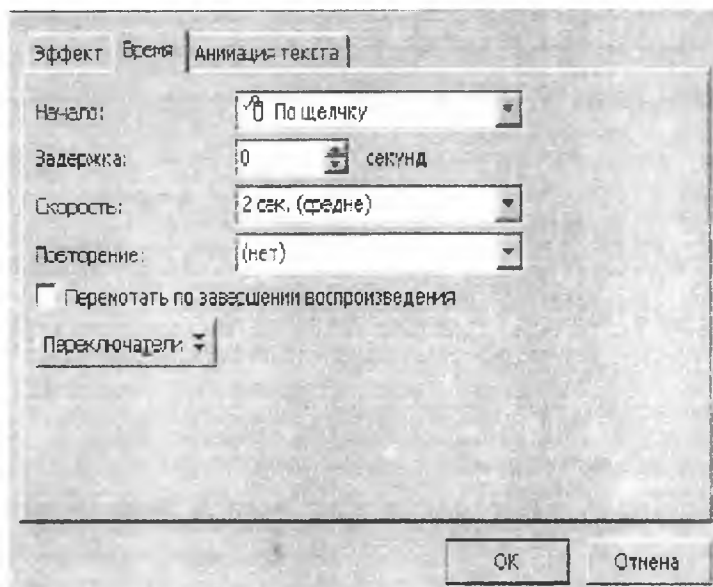 Эффект Время Анимация текста
Начало: По щелчку
Задержка: 0 секунд
Скорость: 2 сек. (средне)
Повторение: (нет)
Перемотать по завершении воспроизведения
Переключатели
ОК Отмена